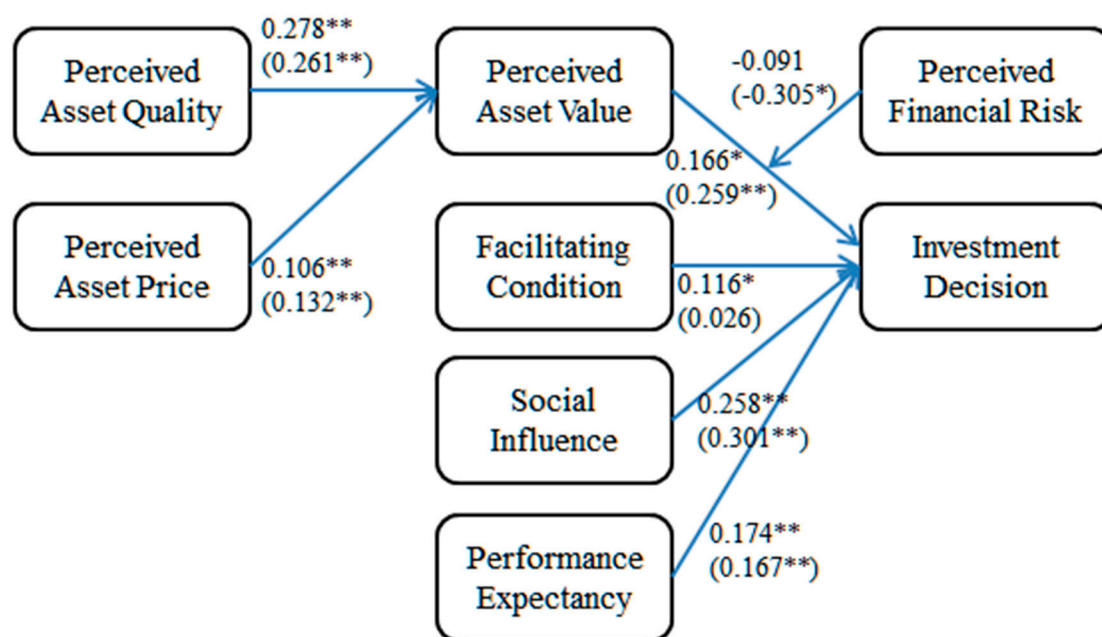 Perceived
Asset Quality
0.278**
(0.261**)
Perceived
Asset Value
-0.091
(-0.305*)
Perceived
Financial Risk
0.166*
(0.259**)
Perceived
Asset Price
0.106**
(0.132**)
Facilitating
Condition
0.116*
(0.026)
Investment
Decision
Social
Influence
0.258**
(0.301**)
Performance
Expectancy
0.174**
(0.167**)